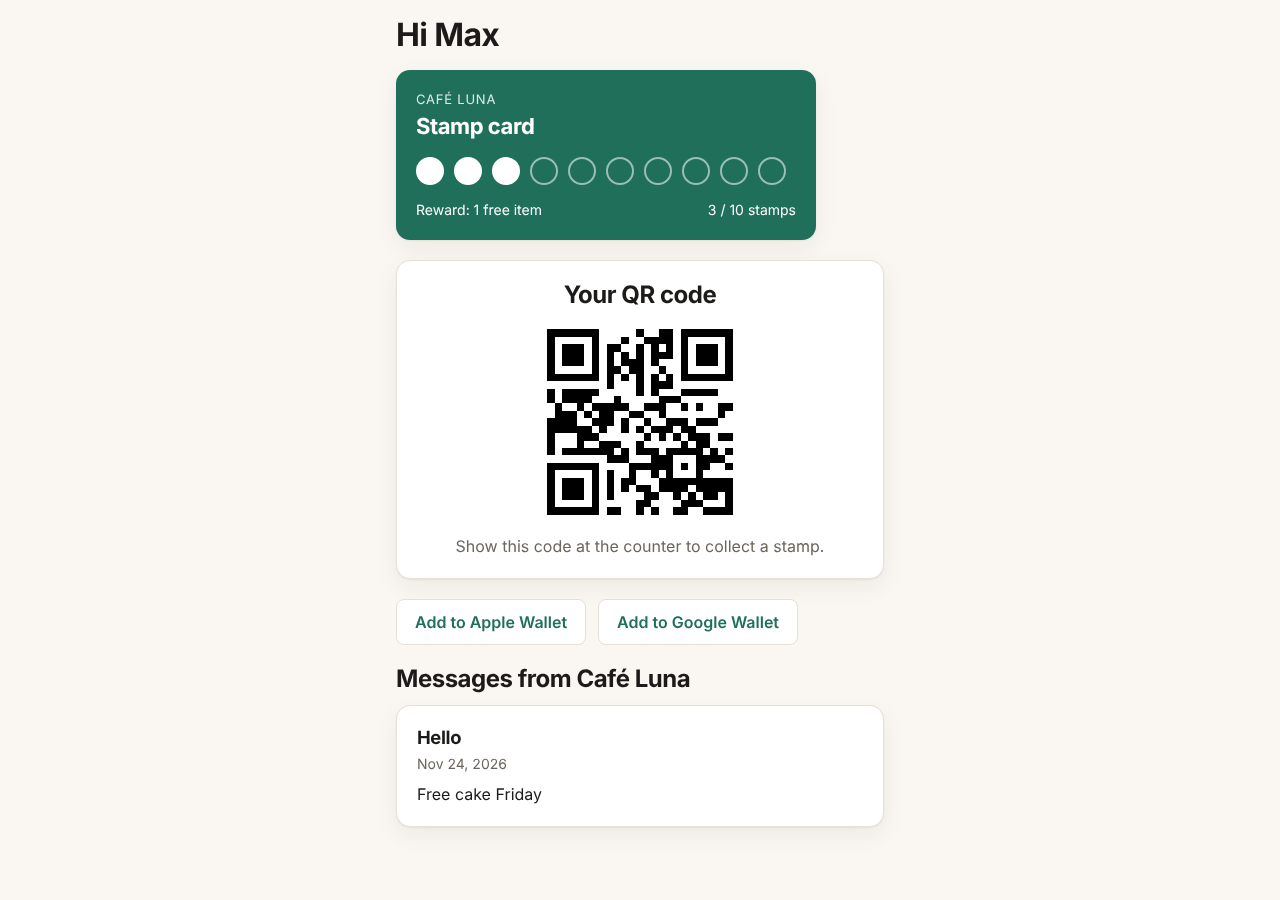 Hi Max
CAFÉ LUNA
Stamp card
Reward: 1 free item
3 / 10 stamps
Your QR code
Show this code at the counter to collect a stamp.
Add to Apple Wallet
Add to Google Wallet
Messages from Café Luna
Hello
Nov 24, 2026
Free cake Friday